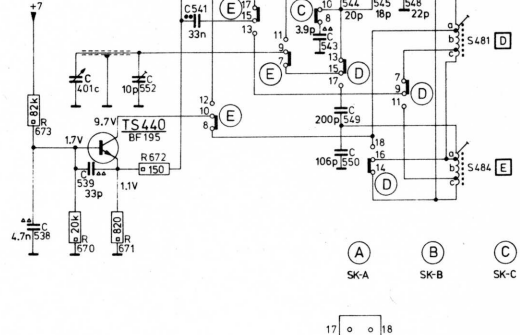 +7
C541
33n
17
15
13
E
11
9
7
E
C
10
8
3.9p
C
543
544
20p
545
18p
548
22p
13
15
17
D
a
b
c
S481
D
7
9
11
D
C
401c
10p
C
552
82k
R
673
9.7V
TS440
BF195
1.7V
12
10
8
E
200p
C
549
18
16
14
D
106p
C
550
a
b
c
S484
E
C
539
33p
R672
150
1.1V
4.7n
C
538
20k
R
670
820
R
671
A
SK-A
B
SK-B
C
SK-C
17
18